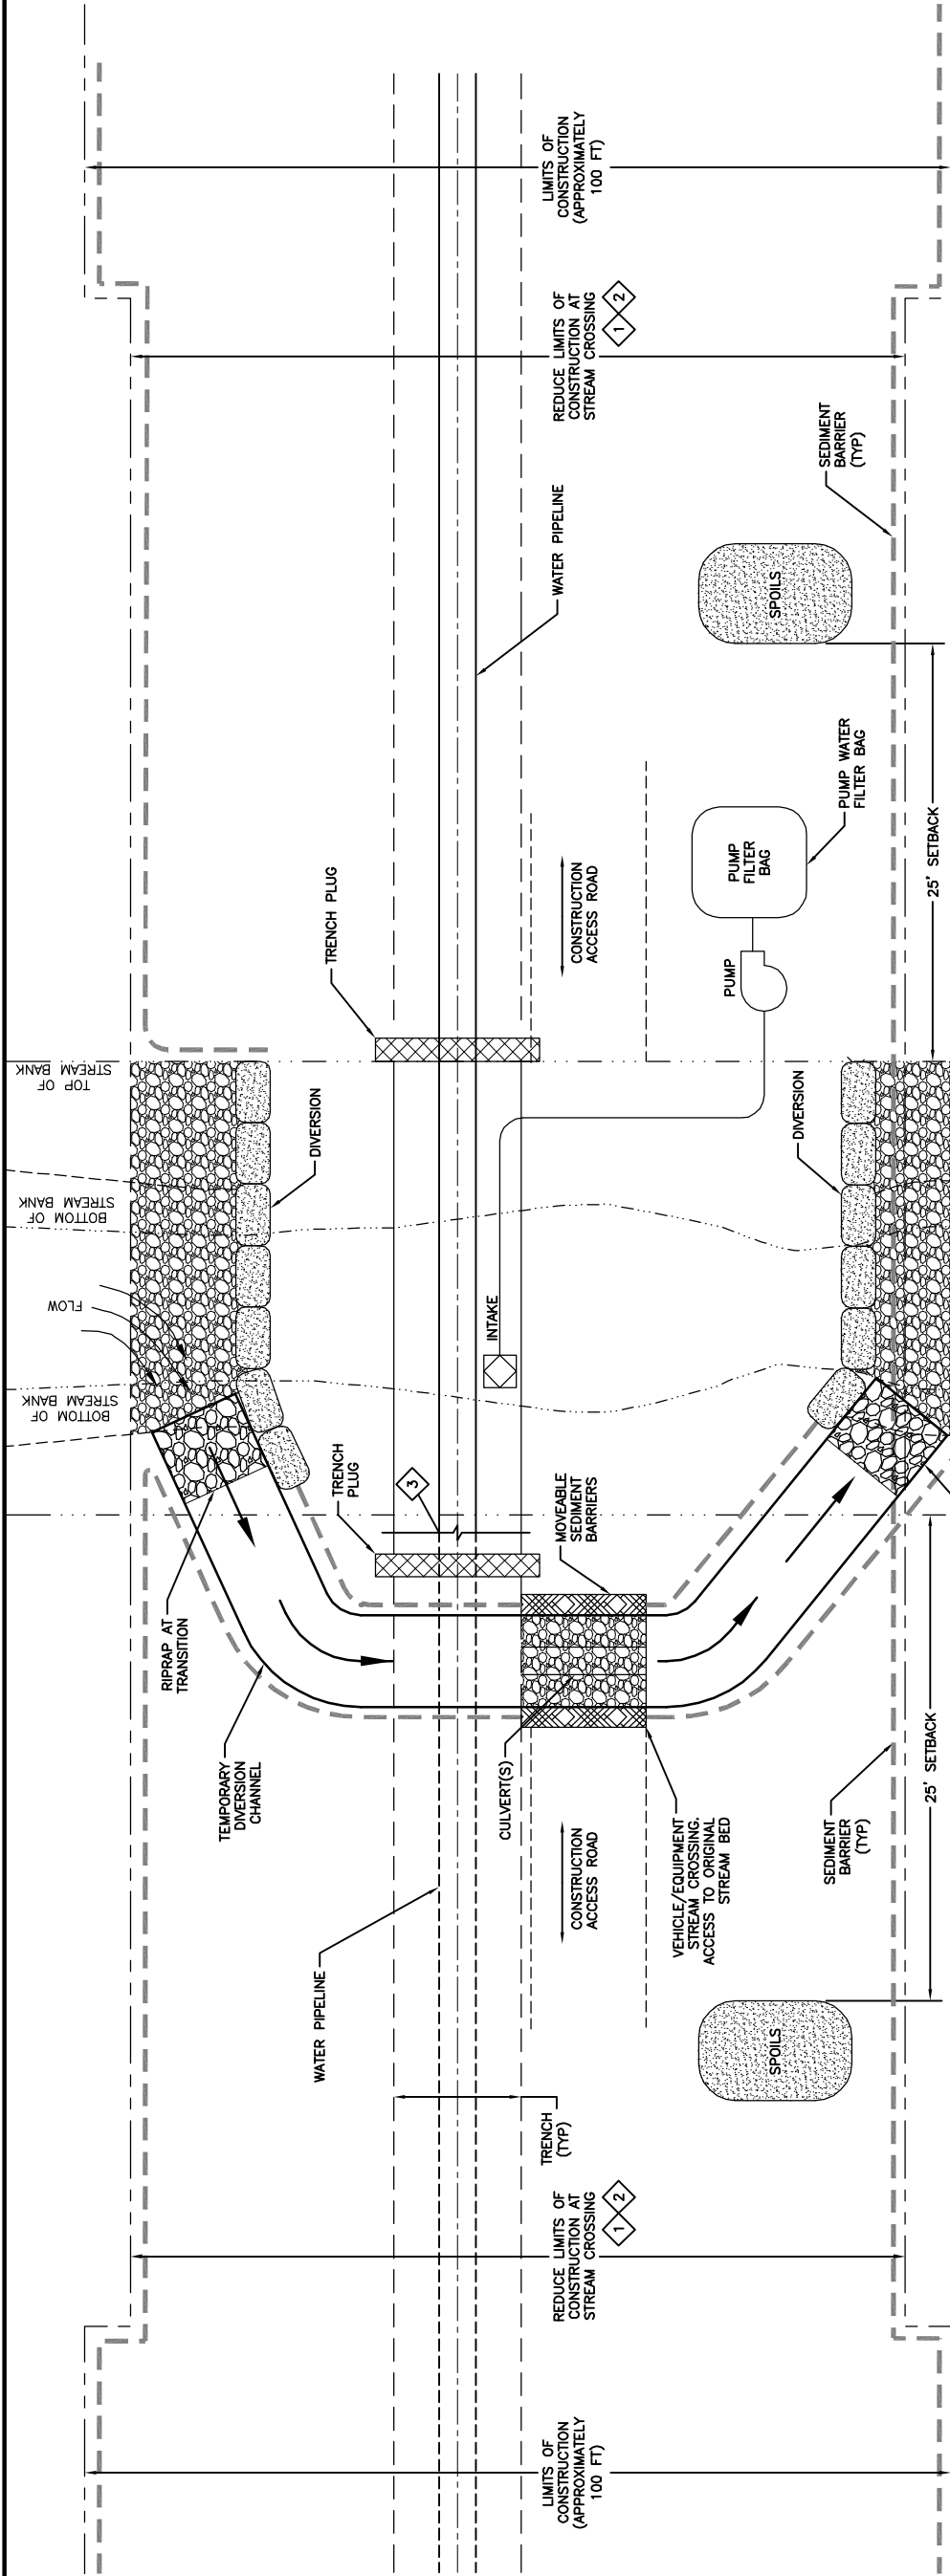 LIMITS OF
CONSTRUCTION
(APPROXIMATELY
100 FT)
REDUCE LIMITS OF
CONSTRUCTION AT
STREAM CROSSING
1
2
TRENCH
(TYP)
WATER PIPELINE
SPOILS
25' SETBACK
SEDIMENT
BARRIER
(TYP)
CONSTRUCTION
ACCESS ROAD
VEHICLE/EQUIPMENT
STREAM CROSSING.
ACCESS TO ORIGINAL
STREAM BED
CULVERT(S)
TEMPORARY
DIVERSION
CHANNEL
RIPRAP AT
TRANSITION
TRENCH
PLUG
3
MOVEABLE
SEDIMENT
BARRIERS
BOTTOM OF
STREAM BANK
FLOW
BOTTOM OF
STREAM BANK
TOP OF
STREAM BANK
INTAKE
DIVERSION
DIVERSION
TRENCH PLUG
PUMP
PUMP
FILTER
BAG
PUMP WATER
FILTER BAG
CONSTRUCTION
ACCESS ROAD
25' SETBACK
SPOILS
WATER PIPELINE
SEDIMENT
BARRIER
(TYP)
REDUCE LIMITS OF
CONSTRUCTION AT
STREAM CROSSING
1
2
LIMITS OF
CONSTRUCTION
(APPROXIMATELY
100 FT)